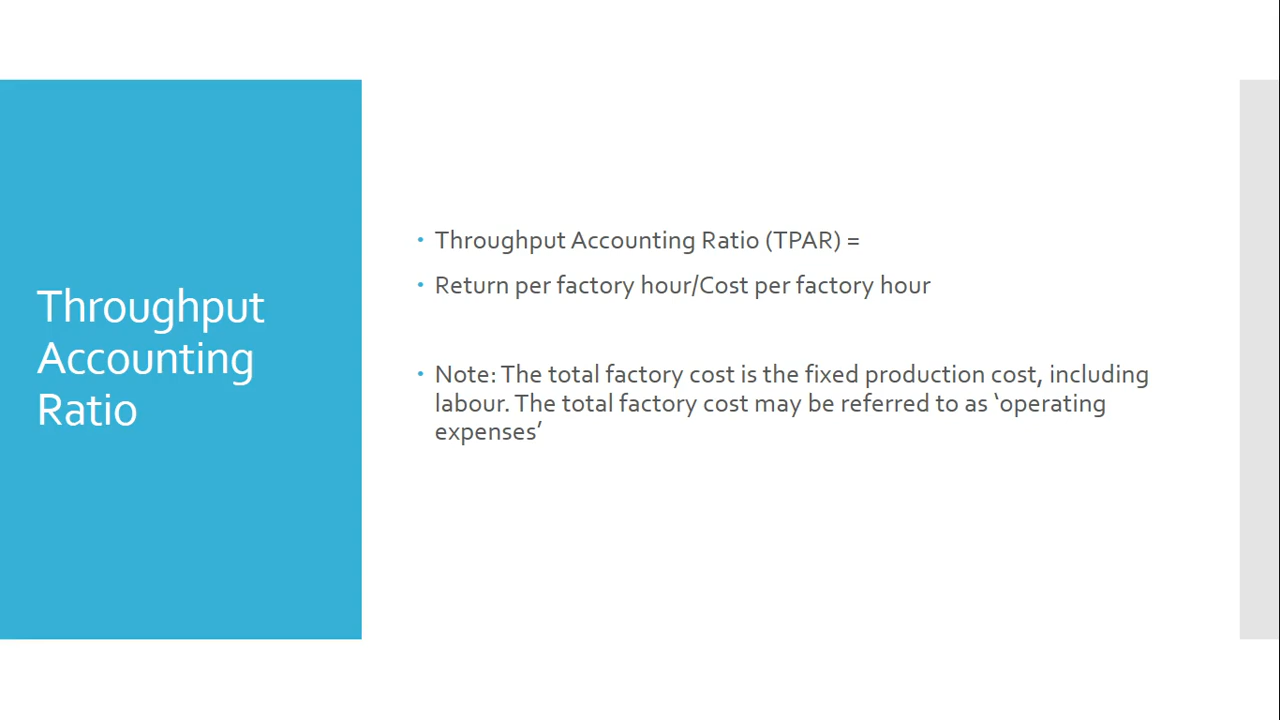 Throughput
Accounting
Ratio
• Throughput Accounting Ratio (TPAR) =
• Return per factory hour/Cost per factory hour
• Note: The total factory cost is the fixed production cost, including
labour. The total factory cost may be referred to as ‘operating
expenses’